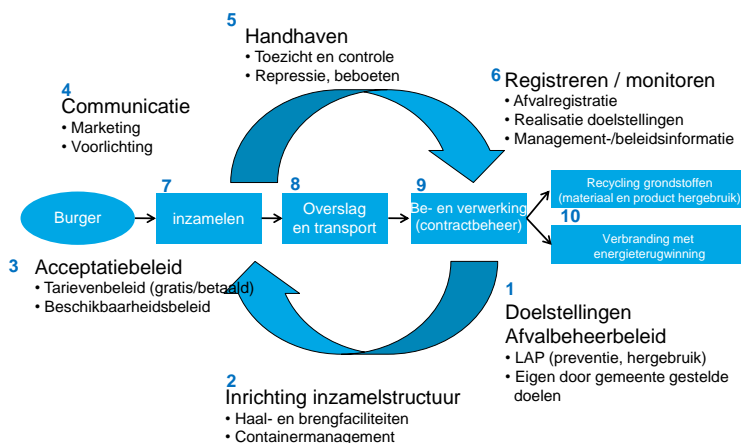 5
Handhaven
• Toezicht en controle
• Repressie, beboeten
4
Communicatie
• Marketing
• Voorlichting
6 Registreren / monitoren
• Afvalregistratie
• Realisatie doelstellingen
• Management-/beleidsinformatie
Burger
7
inzamelen
8
Overslag
en transport
9
Be- en verwerking
(contractbeheer)
Recycling grondstoffen
(materiaal en product hergebruik)
10
Verbranding met
energieterugwinning
3 Acceptatiebeleid
• Tarievenbeleid (gratis/betaald)
• Beschikbaarheidsbeleid
1
Doelstellingen
Afvalbeheerbeleid
• LAP (preventie, hergebruik)
• Eigen door gemeente gestelde
doelen
2
Inrichting inzamelstructuur
• Haal- en brengfaciliteiten
• Containermanagement